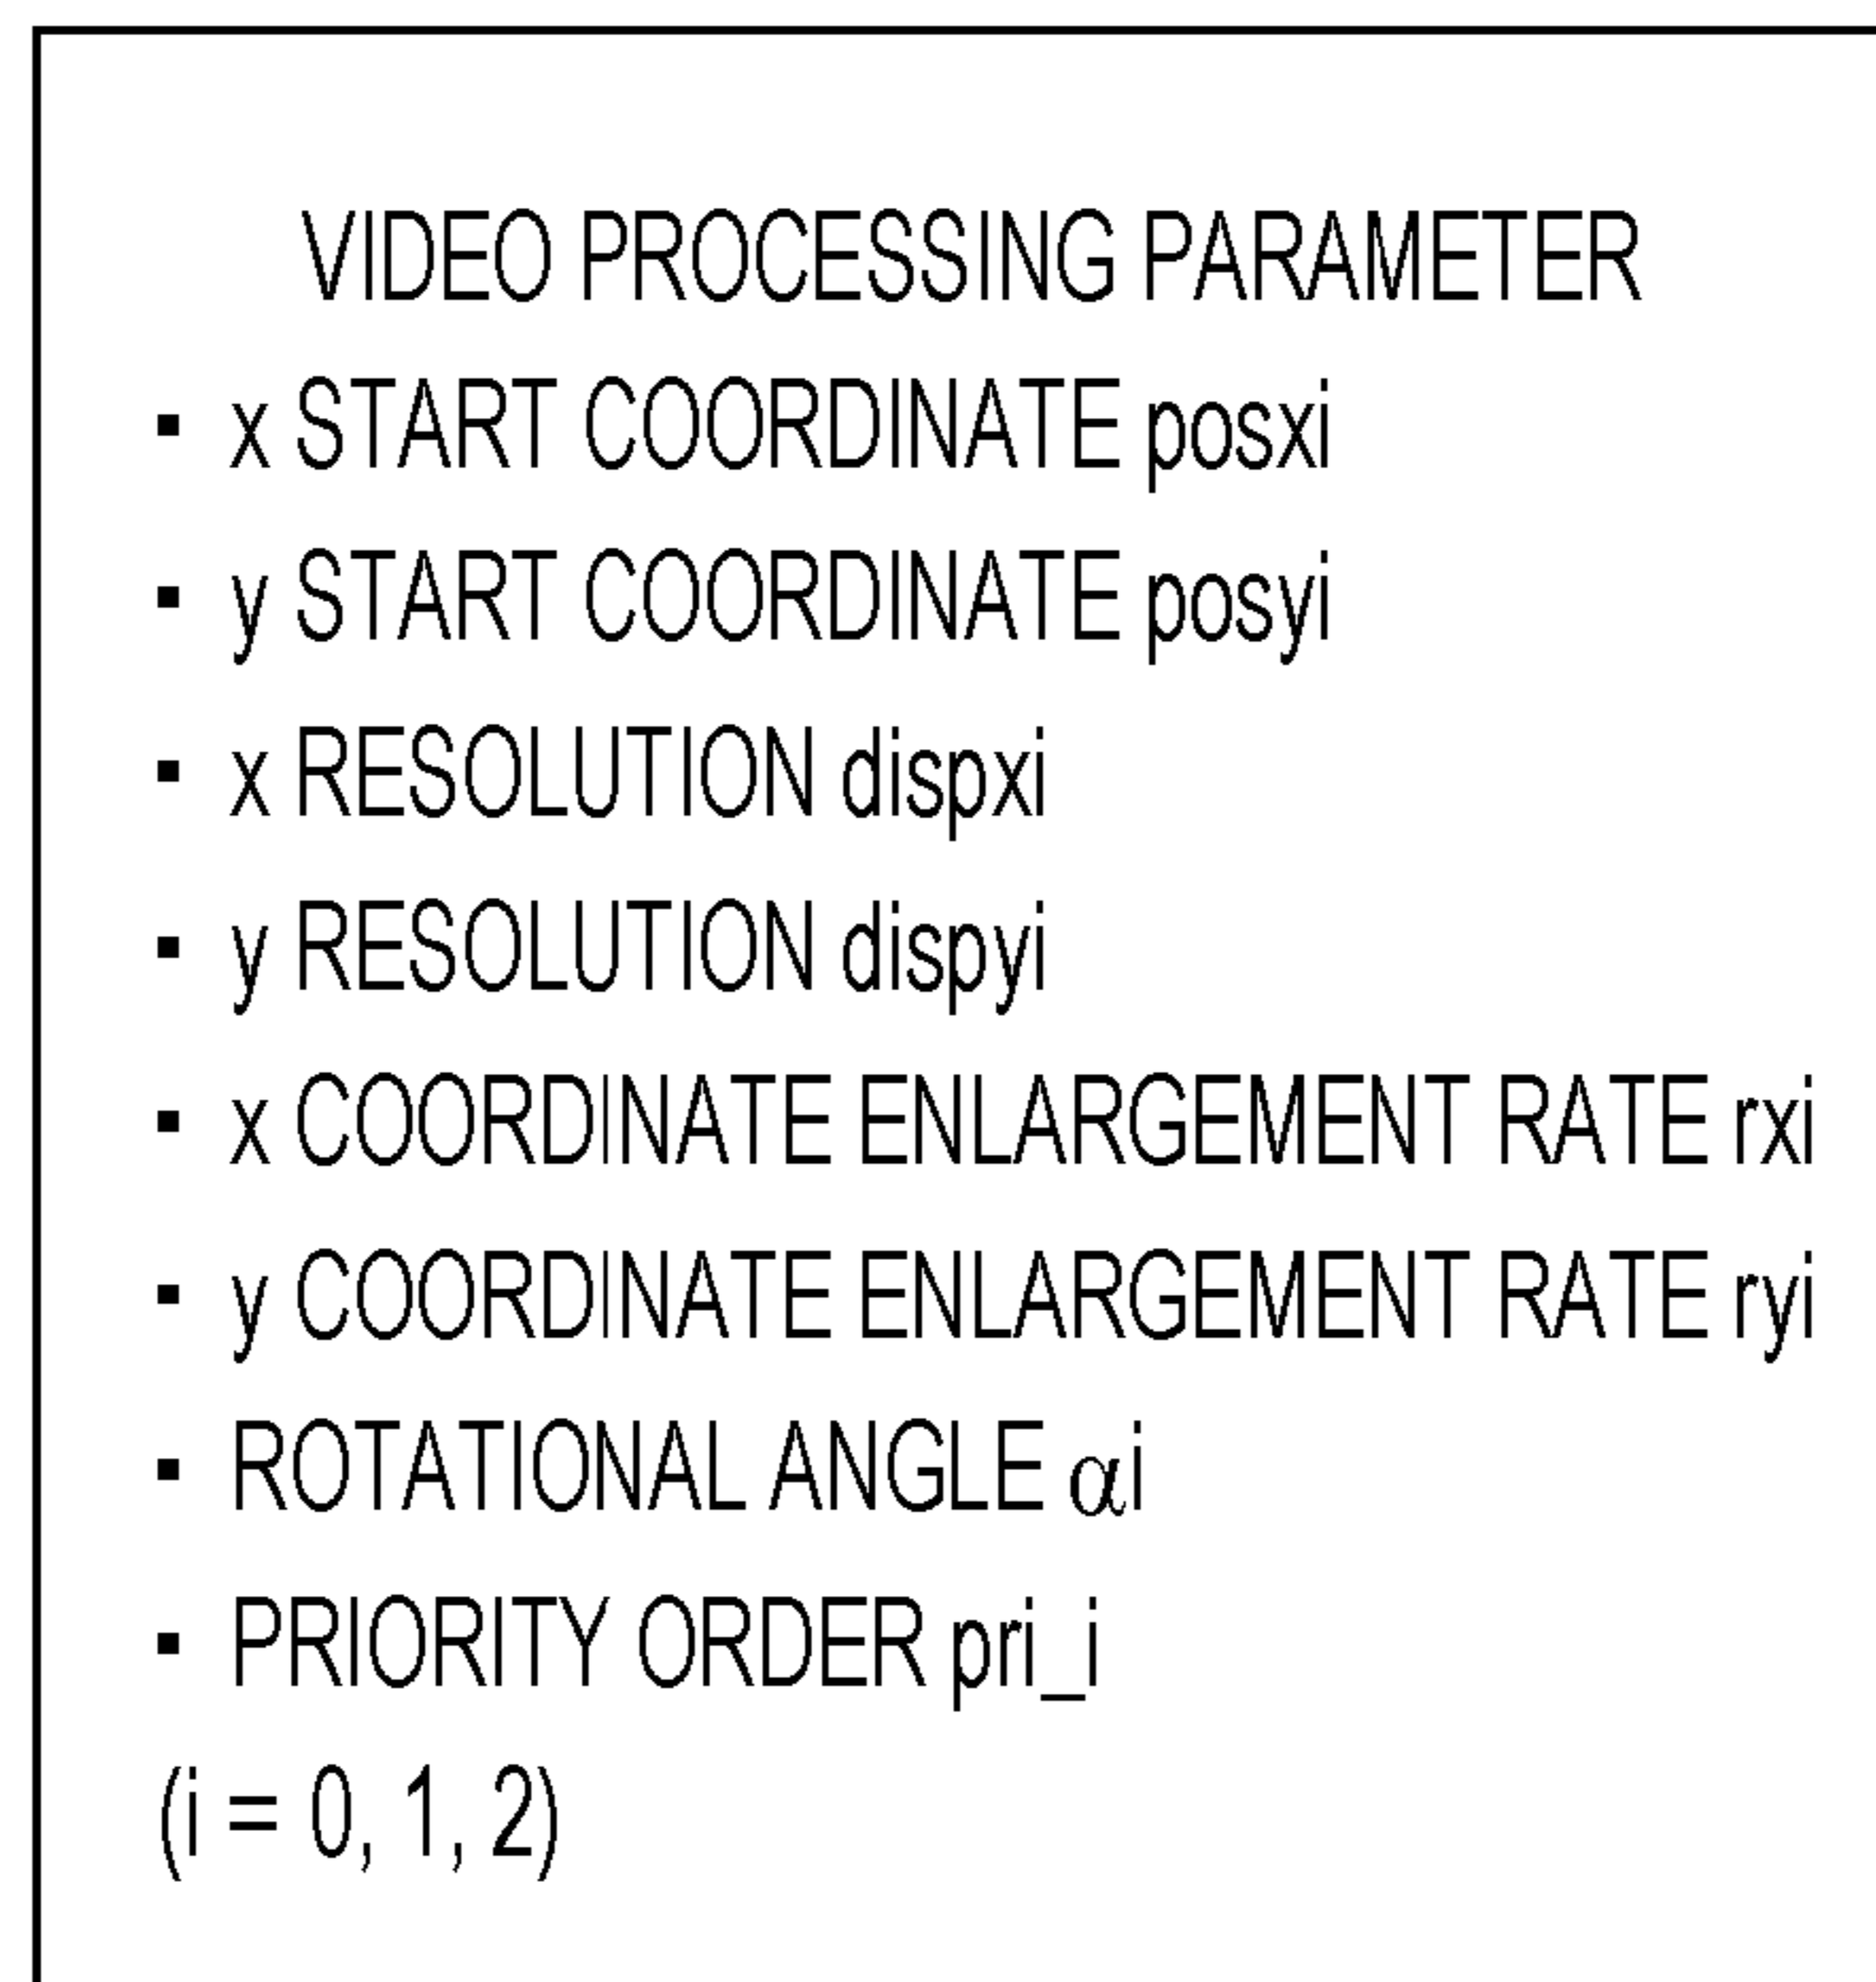 VIDEO PROCESSING PARAMETER
▪ x START COORDINATE posxi
▪ y START COORDINATE posyi
▪ x RESOLUTION dispxi
▪ y RESOLUTION dispyi
▪ x COORDINATE ENLARGEMENT RATE rxi
▪ y COORDINATE ENLARGEMENT RATE ryi
▪ ROTATIONAL ANGLE αi
▪ PRIORITY ORDER pri_i
(i = 0, 1, 2)